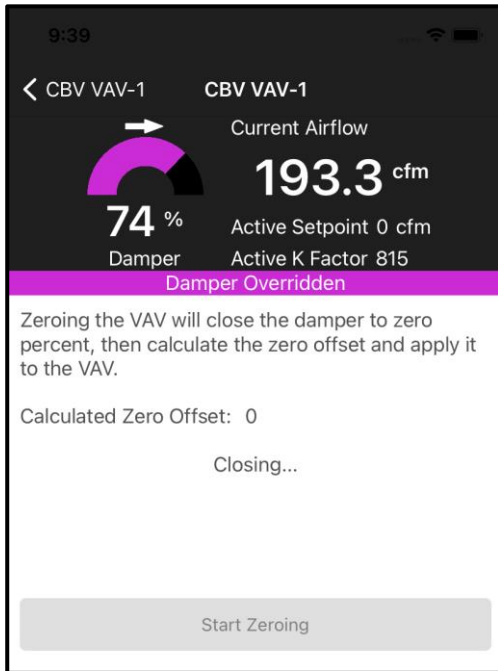 9:39
CBV VAV-1
CBV VAV-1
Current Airflow
193.3 cfm
74 %
Active Setpoint 0 cfm
Damper
Active K Factor 815
Damper Overridden
Zeroing the VAV will close the damper to zero
percent, then calculate the zero offset and apply it
to the VAV.
Calculated Zero Offset: 0
Closing...
Start Zeroing